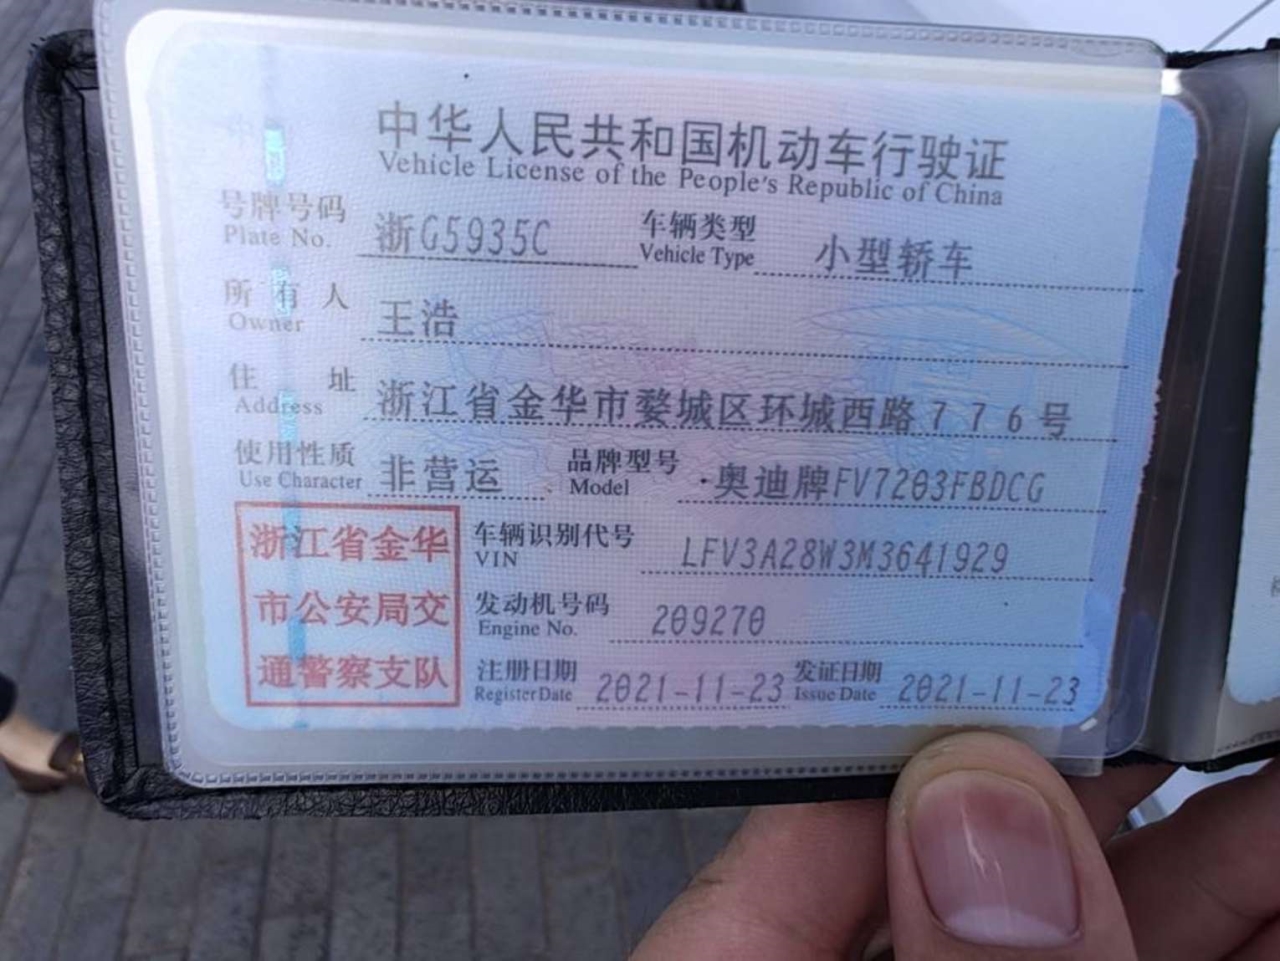 中华人民共和国机动车行驶证
Vehicle License of the People's Republic of China
号牌号码 浙G5935C 车辆类型 小型轿车
Plate No. Vehicle Type
所有人 王浩
Owner
住址 浙江省金华市婺城区环城西路776号
Address
使用性质 非营运 品牌型号 ·奥迪牌FV7203FBDCG
Use Character Model
浙江省金华
市公安局交
通警察支队
车辆识别代号 LFV3A28W3M3641929
VIN
发动机号码 209270
Engine No.
注册日期 2021-11-23 发证日期 2021-11-23
Register Date Issue Date